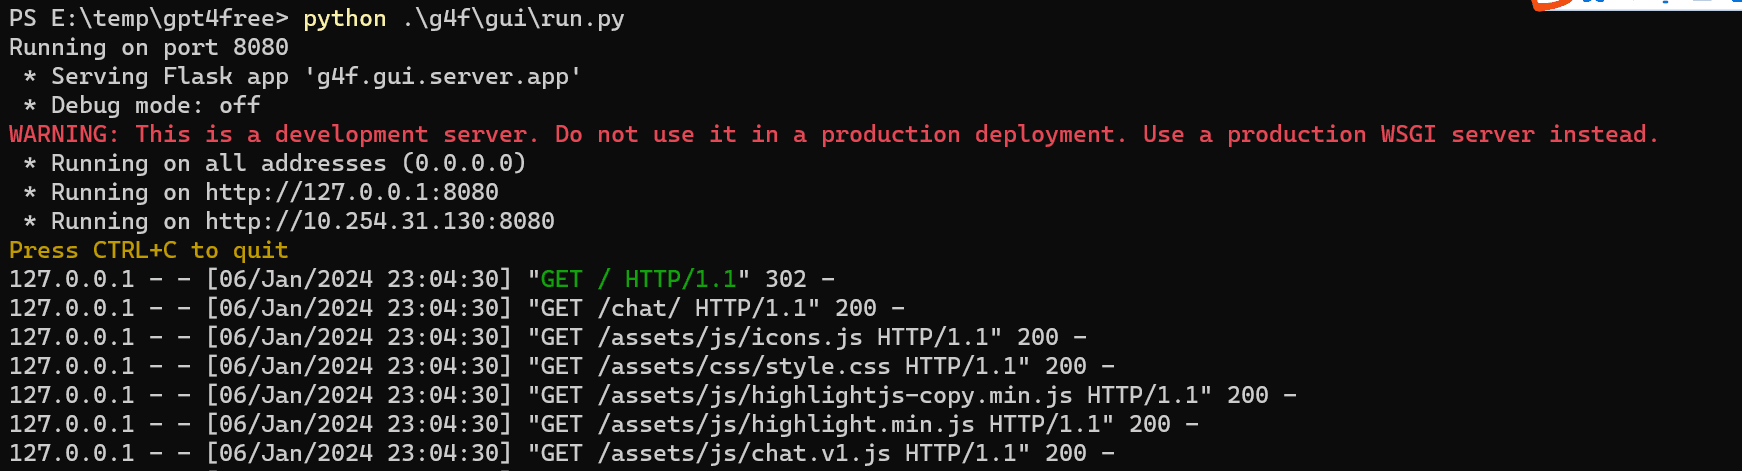 PS E:\temp\gpt4free> python .\g4f\gui\run.py
Running on port 8080
 * Serving Flask app 'g4f.gui.server.app'
 * Debug mode: off
WARNING: This is a development server. Do not use it in a production deployment. Use a production WSGI server instead.
 * Running on all addresses (0.0.0.0)
 * Running on http://127.0.0.1:8080
 * Running on http://10.254.31.130:8080
Press CTRL+C to quit
127.0.0.1 - - [06/Jan/2024 23:04:30] "GET / HTTP/1.1" 302 -
127.0.0.1 - - [06/Jan/2024 23:04:30] "GET /chat/ HTTP/1.1" 200 -
127.0.0.1 - - [06/Jan/2024 23:04:30] "GET /assets/js/icons.js HTTP/1.1" 200 -
127.0.0.1 - - [06/Jan/2024 23:04:30] "GET /assets/css/style.css HTTP/1.1" 200 -
127.0.0.1 - - [06/Jan/2024 23:04:30] "GET /assets/js/highlightjs-copy.min.js HTTP/1.1" 200 -
127.0.0.1 - - [06/Jan/2024 23:04:30] "GET /assets/js/highlight.min.js HTTP/1.1" 200 -
127.0.0.1 - - [06/Jan/2024 23:04:30] "GET /assets/js/chat.v1.js HTTP/1.1" 200 -